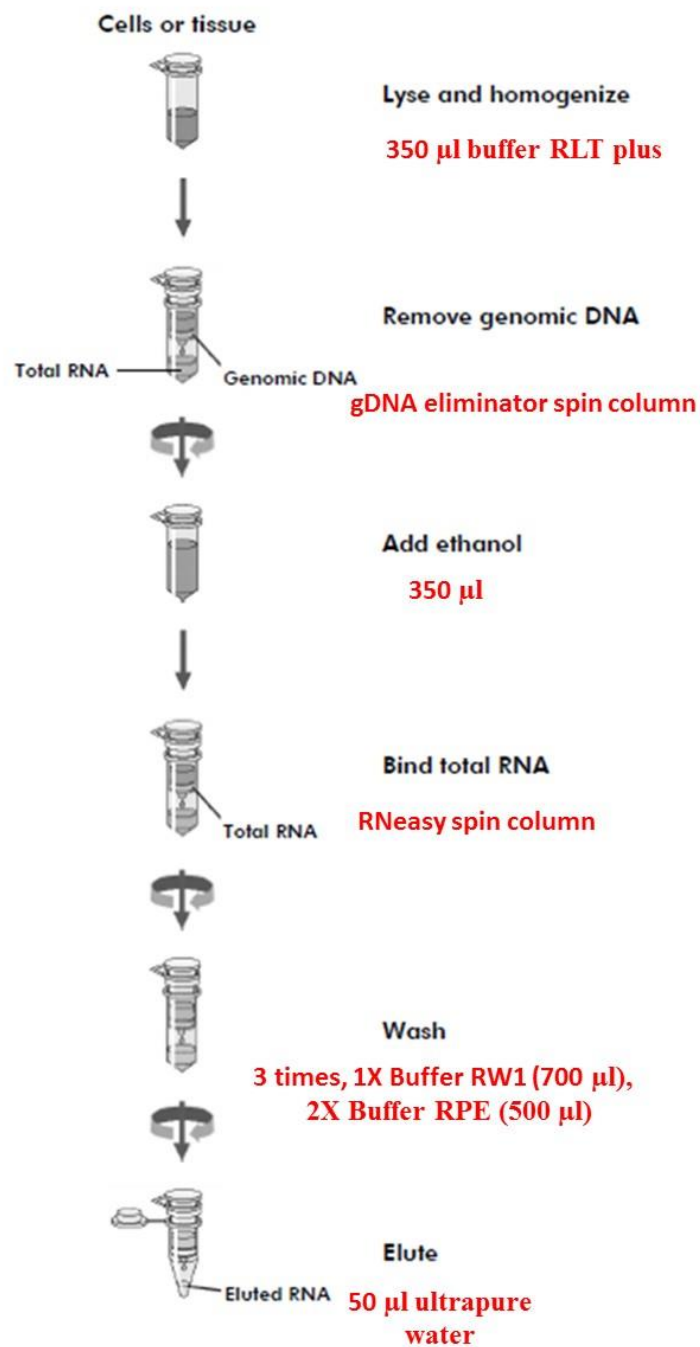 Cells or tissue
Lyse and homogenize
350 µl buffer RLT plus
Remove genomic DNA
Total RNA
Genomic DNA
gDNA eliminator spin column
Add ethanol
350 µl
Bind total RNA
Total RNA
RNeasy spin column
Wash
3 times, 1X Buffer RW1 (700 µl),
2X Buffer RPE (500 µl)
Elute
Eluted RNA
50 µl ultrapure
water